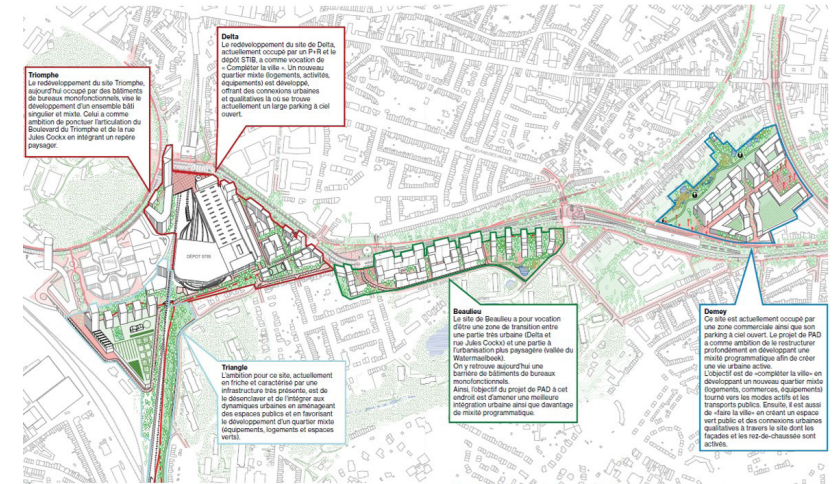 Triomphe
Le redéveloppement du site Triomphe,
aujourd'hui occupé par des bâtiments
de bureaux monofonctionnels, vise le
développement d'un ensemble bâti
singulier et mixte. Celui a comme
ambition de ponctuer l'articulation du
Boulevard du Triomphe et de la rue
Jules Cockx en intégrant un repère
paysager.
Delta
Le redéveloppement du site de Delta,
actuellement occupé par un P+R et le
dépôt STIB, a comme vocation de
« Compléter la ville ». Un nouveau
quartier mixte (logements, activités,
équipements) est développé,
offrant des connexions urbaines
et qualitatives là où se trouve
actuellement un large parking à ciel
ouvert.
DÉPOT STIB
Triangle
L'ambition pour ce site, actuellement
en friche et caractérisé par une
infrastructure très présente, est de
le désenclaver et de l'intégrer aux
dynamiques urbaines en aménageant
des espaces publics et en favorisant
le développement d'un quartier mixte
(équipements, logements et espaces
verts).
Beaulieu
Le site de Beaulieu a pour vocation
d'être une zone de transition entre
une partie très urbaine (Delta et
rue Jules Cockx) et une partie à
l'urbanisation plus paysagère (vallée du
Watermaelbeek).
On y retrouve aujourd'hui une
barrière de bâtiments de bureaux
monofonctionnels.
Ainsi, l'objectif du projet de PAD à cet
endroit est d'amener une meilleure
intégration urbaine ainsi que davantage
de mixité programmatique.
Demey
Ce site est actuellement occupé par
une zone commerciale ainsi que son
parking à ciel ouvert. Le projet de PAD
a comme ambition de le restructurer
profondément en développant une
mixité programmatique afin de créer
une vie urbaine active.
L'objectif est de «compléter la ville» en
développant un nouveau quartier mixte
(logements, commerces, équipements)
tourné vers les modes actifs et les
transports publics. Ensuite, il est aussi
de «faire la ville» en créant un espace
vert public et des connexions urbaines
qualitatives à travers le site dont les
façades et les rez-de-chaussée sont
activés.